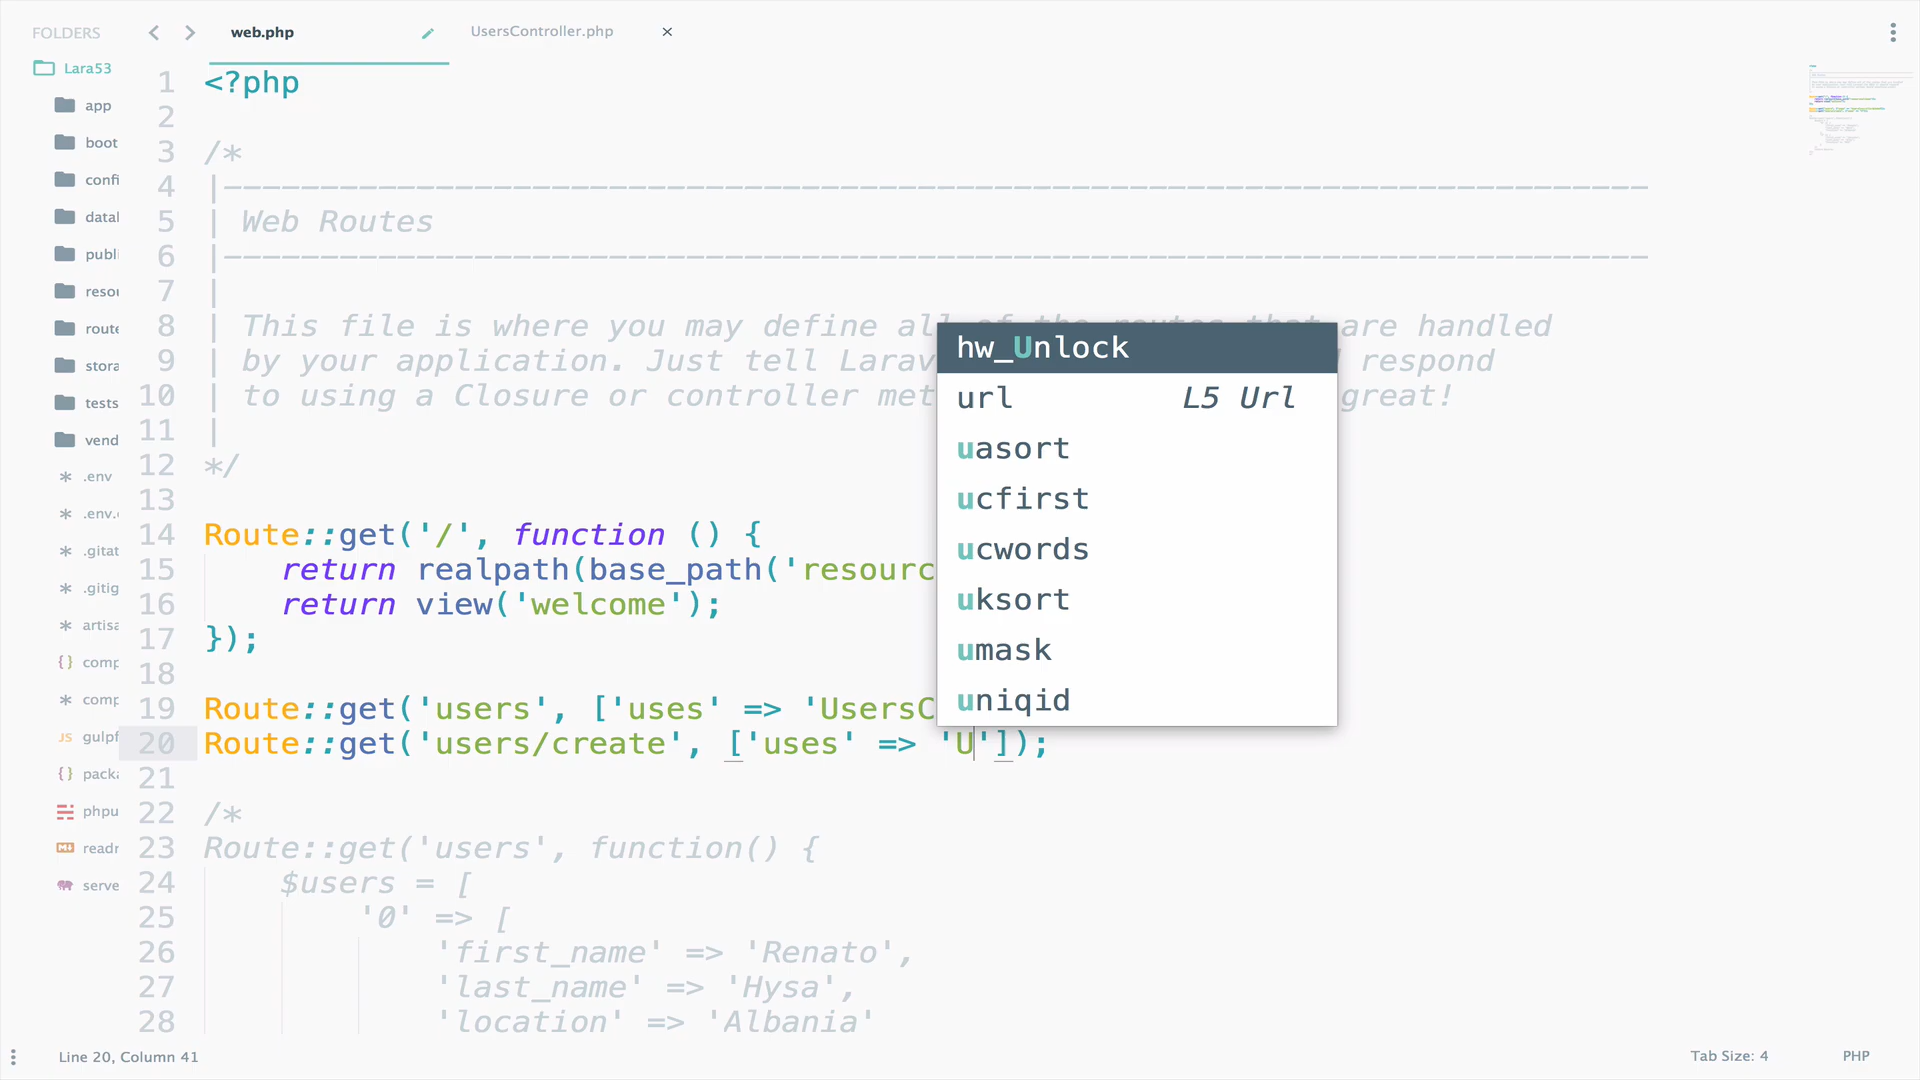 FOLDERS
web.php
UsersController.php
Lara53
app
boot
confi
datal
publi
resou
route
stora
tests
vend
* .env
* .env.
* .gitat
* .gitig
* artisa
{} comp
* comp
JS gulpf
{} packa
phpu
M↓ readr
serve
1 <?php
2
3 /*
4 |--------------------------------------------------------------------------
5 | Web Routes
6 |--------------------------------------------------------------------------
7 |
8 | This file is where you may define all of the routes that are handled
9 | by your application. Just tell Larav respond
10 | to using a Closure or controller met great!
11 |
12 */
13
14 Route::get('/', function () {
15 return realpath(base_path('resourc
16 return view('welcome');
17 });
18
19 Route::get('users', ['uses' => 'UsersC
20 Route::get('users/create', ['uses' => 'U']);
21
22 /*
23 Route::get('users', function() {
24 $users = [
25 '0' => [
26 'first_name' => 'Renato',
27 'last_name' => 'Hysa',
28 'location' => 'Albania'
hw_Unlock
url L5 Url
uasort
ucfirst
ucwords
uksort
umask
uniqid
Line 20, Column 41
Tab Size: 4
PHP